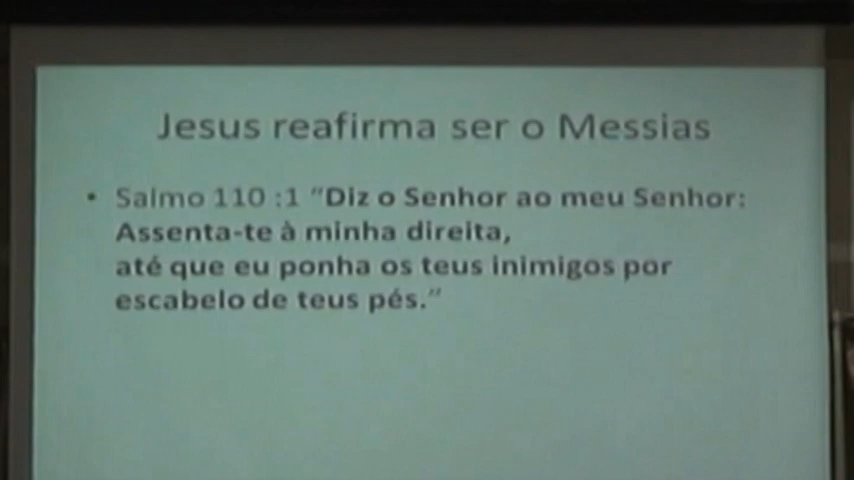 Jesus reafirma ser o Messias
• Salmo 110 :1 "Diz o Senhor ao meu Senhor:
Assenta-te à minha direita,
até que eu ponha os teus inimigos por
escabelo de teus pés."